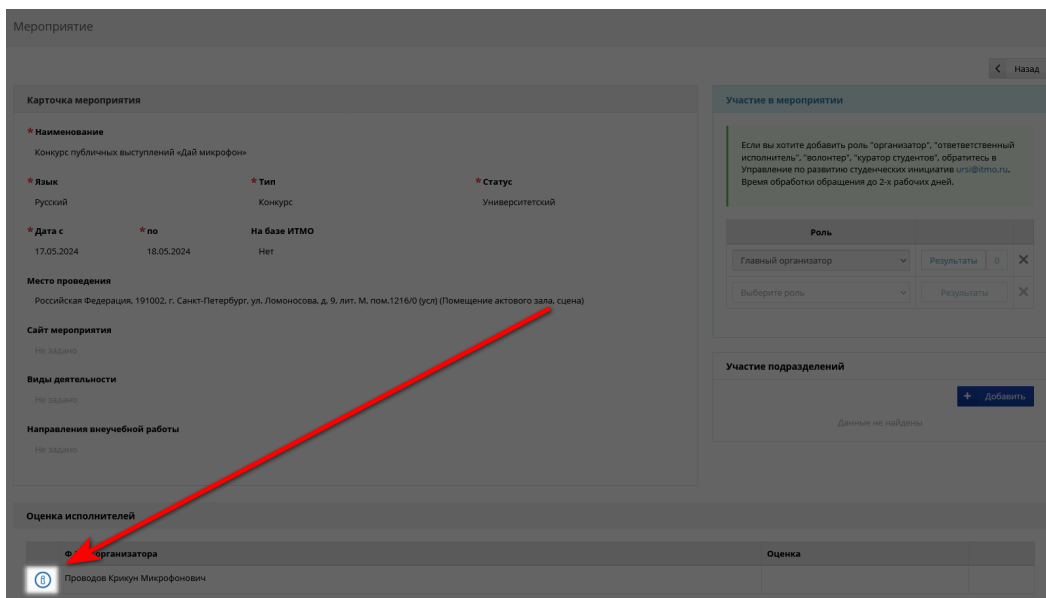 Мероприятие
Назад
Карточка мероприятия
* Наименование
Конкурс публичных выступлений «Дай микрофон»
* Язык * Тип * Статус
Русский Конкурс Университетский
* Дата с * по На базе ИТМО
17.05.2024 18.05.2024 Нет
Место проведения
Российская Федерация, 191002, г. Санкт-Петербург, ул. Ломоносова, д. 9, лит. М, пом.1216/0 (усл) (Помещение актового зала, сцена)
Сайт мероприятия
Не задано
Виды деятельности
Не задано
Направления внеучебной работы
Не задано
Участие в мероприятии
Если вы хотите добавить роль "организатор", "ответветственный
исполнитель", "волонтер", "куратор студентов", обратитесь в
Управление по развитию студенческих инициатив ursi@itmo.ru.
Время обработки обращения до 2-х рабочих дней.
Роль
Главный организатор Результаты 0
Выберите роль Результаты
Участие подразделений
+ Добавить
Данные не найдены
Оценка исполнителей
организатора Оценка
Проводов Крикун Микрофонович